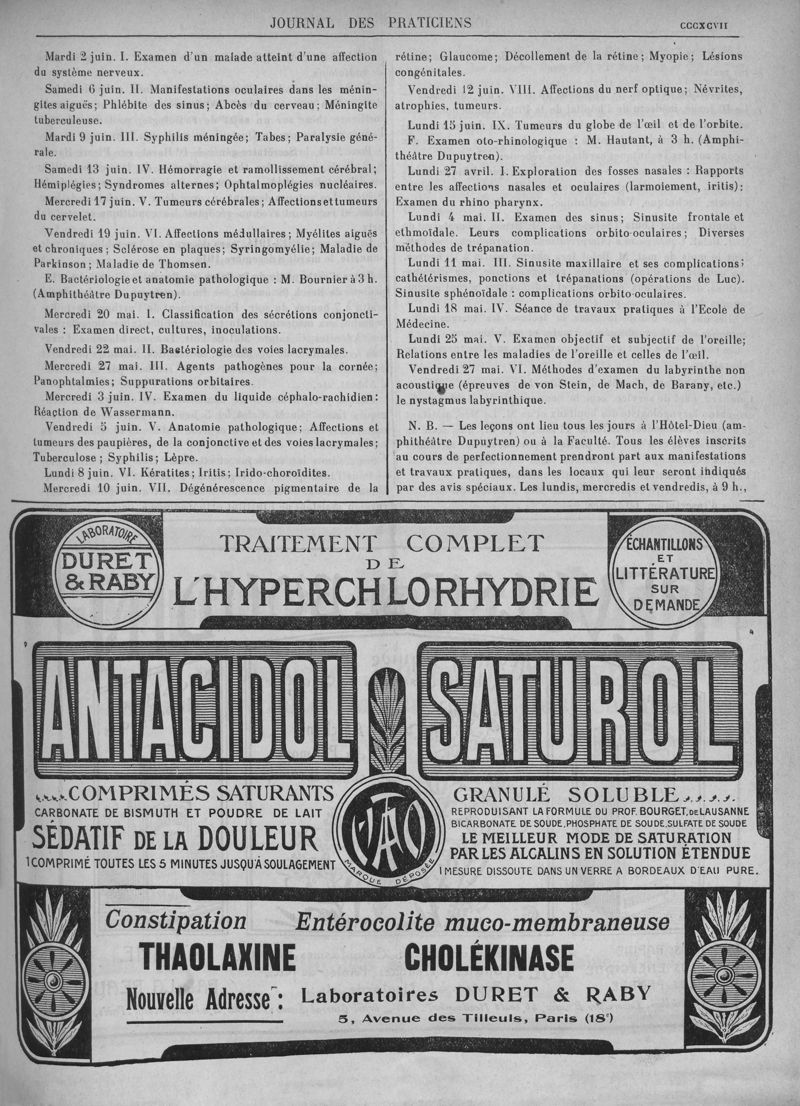 JOURNAL DES PRATICIENS
CCCXCVII
Mardi 2 juin. I. Examen d'un malade atteint d'une affection
du système nerveux.
Samedi 6 juin. II. Manifestations oculaires dans les ménin-
gites aiguës; Phlébite des sinus; Abcès du cerveau; Méningite
tuberculeuse.
Mardi 9 juin. III. Syphilis méningée; Tabes; Paralysie géné-
rale.
Samedi 13 juin. IV. Hémorragie et ramollissement cérébral;
Hémiplégies; Syndromes alternes; Ophtalmoplégies nucléaires.
Mercredi 17 juin. V. Tumeurs cérébrales; Affections et tumeurs
du cervelet.
Vendredi 19 juin. VI. Affections médullaires; Myélites aiguës
et chroniques; Sclérose en plaques; Syringomyélie; Maladie de
Parkinson; Maladie de Thomsen.
E. Bactériologie et anatomie pathologique : M. Bournier à 3 h.
(Amphithéâtre Dupuytren).
Mercredi 20 mai. I. Classification des sécrétions conjoncti-
vales : Examen direct, cultures, inoculations.
Vendredi 22 mai. II. Bactériologie des voies lacrymales.
Mercredi 27 mai. III. Agents pathogènes pour la cornée;
Panophtalmies; Suppurations orbitaires.
Mercredi 3 juin. IV. Examen du liquide céphalo-rachidien:
Réaction de Wassermann.
Vendredi 5 juin. V. Anatomie pathologique; Affections et
tumeurs des paupières, de la conjonctive et des voies lacrymales;
Tuberculose; Syphilis; Lèpre.
Lundi 8 juin. VI. Kératites; Iritis; Irido-choroïdites.
Mercredi 10 juin. VII. Dégénérescence pigmentaire de la
rétine; Glaucome; Décollement de la rétine; Myopie; Lésions
congénitales.
Vendredi 12 juin. VIII. Affections du nerf optique; Névrites,
atrophies, tumeurs.
Lundi 15 juin. IX. Tumeurs du globe de l'œil et de l'orbite.
F. Examen oto-rhinologique : M. Hautant, à 3 h. (Amphi-
théâtre Dupuytren).
Lundi 27 avril. I. Exploration des fosses nasales : Rapports
entre les affections nasales et oculaires (larmoiement, iritis);
Examen du rhino pharynx.
Lundi 4 mai. II. Examen des sinus; Sinusite frontale et
ethmoïdale. Leurs complications orbito-oculaires; Diverses
méthodes de trépanation.
Lundi 11 mai. III. Sinusite maxillaire et ses complications;
cathétérismes, ponctions et trépanations (opérations de Luc).
Sinusite sphénoïdale : complications orbito-oculaires.
Lundi 18 mai. IV. Séance de travaux pratiques à l'Ecole de
Médecine.
Lundi 25 mai. V. Examen objectif et subjectif de l'oreille;
Relations entre les maladies de l'oreille et celles de l'œil.
Vendredi 27 mai. VI. Méthodes d'examen du labyrinthe non
acoustique (épreuves de von Stein, de Mach, de Barany, etc.)
le nystagmus labyrinthique.
N. B. — Les leçons ont lieu tous les jours à l'Hôtel-Dieu (am-
phithéâtre Dupuytren) ou à la Faculté. Tous les élèves inscrits
au cours de perfectionnement prendront part aux manifestations
et travaux pratiques, dans les locaux qui leur seront indiqués
par des avis spéciaux. Les lundis, mercredis et vendredis, à 9 h.,
LABORATOIRE
DURET
& RABY
TRAITEMENT COMPLET
DE
L'HYPERCHLORHYDRIE
ÉCHANTILLONS
ET
LITTÉRATURE
SUR
DEMANDE
ANTACIDOL
SATUROL
COMPRIMÉS SATURANTS
CARBONATE DE BISMUTH ET POUDRE DE LAIT
SÉDATIF DE LA DOULEUR
1 COMPRIMÉ TOUTES LES 5 MINUTES JUSQU'À SOULAGEMENT
MARQUE DÉPOSÉE
GRANULÉ SOLUBLE
REPRODUISANT LA FORMULE DU PROF. BOURGET, DE LAUSANNE
BICARBONATE DE SOUDE, PHOSPHATE DE SOUDE, SULFATE DE SOUDE
LE MEILLEUR MODE DE SATURATION
PAR LES ALCALINS EN SOLUTION ÉTENDUE
1 MESURE DISSOUTE DANS UN VERRE A BORDEAUX D'EAU PURE.
Constipation
Entérocolite muco-membraneuse
THAOLAXINE
CHOLÉKINASE
Nouvelle Adresse :
Laboratoires DURET & RABY
5, Avenue des Tilleuls, Paris (18e)